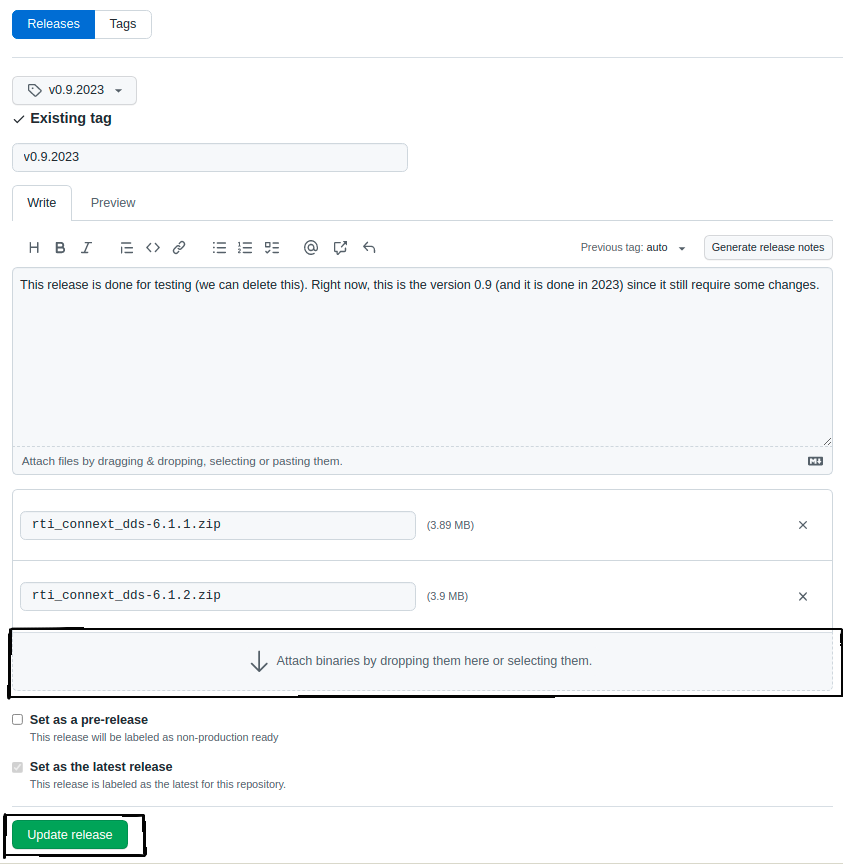 Releases Tags
v0.9.2023
Existing tag
v0.9.2023
Write Preview
Previous tag: auto Generate release notes
This release is done for testing (we can delete this). Right now, this is the version 0.9 (and it is done in 2023) since it still require some changes.
Attach files by dragging & dropping, selecting or pasting them.
rti_connext_dds-6.1.1.zip (3.89 MB)
rti_connext_dds-6.1.2.zip (3.9 MB)
Attach binaries by dropping them here or selecting them.
Set as a pre-release
This release will be labeled as non-production ready
Set as the latest release
This release is labeled as the latest for this repository.
Update release